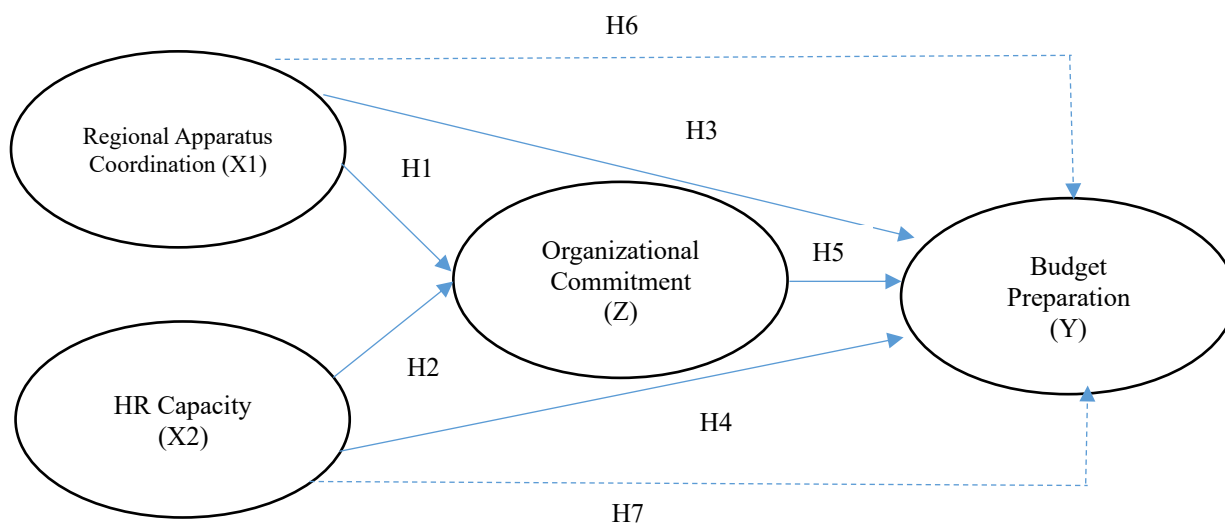 H6
H3
Regional Apparatus
Coordination (X1)
H1
Organizational
Commitment
(Z)
H5
Budget
Preparation
(Y)
H2
HR Capacity
(X2)
H4
H7